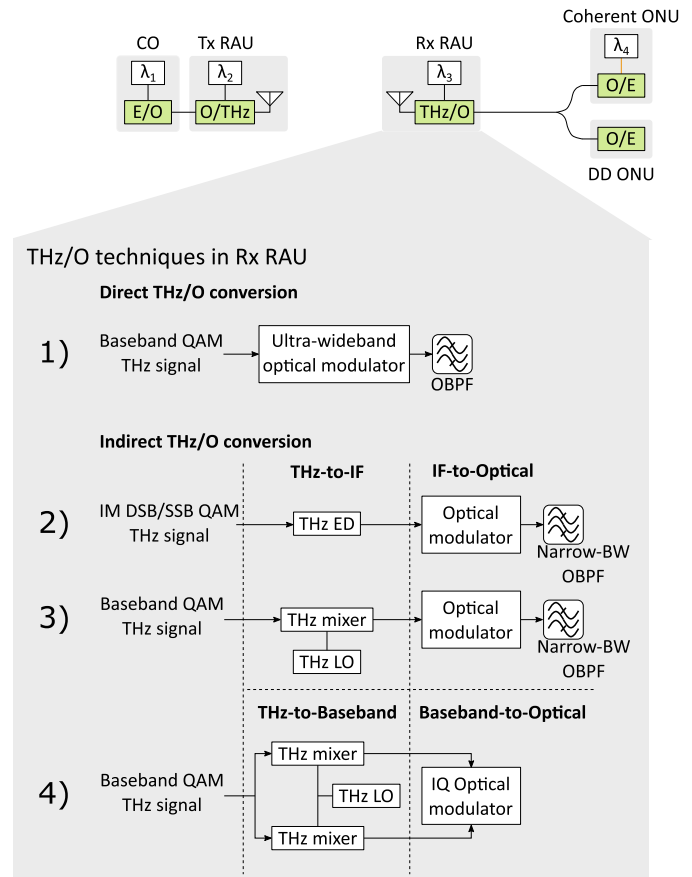 Coherent ONU
CO
Tx RAU
Rx RAU
λ1
λ2
λ3
λ4
E/O
O/THz
THz/O
O/E
O/E
DD ONU
THz/O techniques in Rx RAU
Direct THz/O conversion
1)
Baseband QAM
THz signal
Ultra-wideband
optical modulator
OBPF
Indirect THz/O conversion
THz-to-IF
IF-to-Optical
2)
IM DSB/SSB QAM
THz signal
THz ED
Optical
modulator
Narrow-BW
OBPF
3)
Baseband QAM
THz signal
THz mixer
THz LO
Optical
modulator
Narrow-BW
OBPF
THz-to-Baseband
Baseband-to-Optical
4)
Baseband QAM
THz signal
THz mixer
THz LO
THz mixer
IQ Optical
modulator